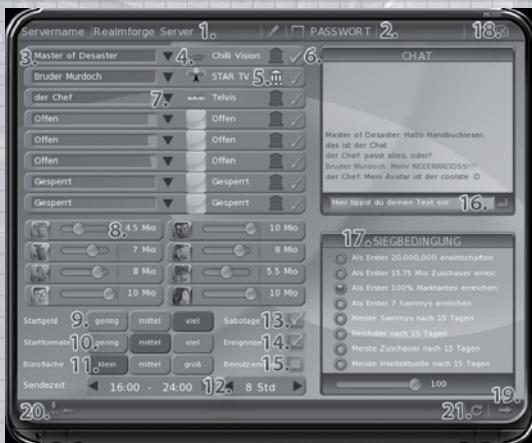 Servername Realmforge Server 1. PASSWORT 2. 18.
3. Master of Desaster 4. Chilli Vision 6.
Bruder Murdoch STAR TV 5.
der Chef 7. Telvis
Offen Offen
Offen Offen
Offen Offen
Gesperrt Gesperrt
Gesperrt Gesperrt
CHAT
Master of Desaster: Hallo Handbuchleser,
das ist der Chat
der Chef: passt alles, oder?
Bruder Murdoch: Mehr NEEERRRDDSS!!!
der Chef: Mein Avatar ist der coolste :D
Hier tippst du deinen Text ein 16.
8. 4.5 Mio 10 Mio
7 Mio 8 Mio
8 Mio 5.5 Mio
10 Mio 10 Mio
Startgeld 9. gering mittel viel Sabotage 13.
Startformate 10. gering mittel viel Ereignisse 14.
Bürofläche 11. klein mittel groß 15.
Sendezeit 16:00 - 24:00 12. 8 Std
17. SIEGBEDINGUNG
Als Erster 20.000.000 erwirtschaften
Als Erster 15.75 Mio Zuschauer erreic
Als Erster 100% Marktanteil erreichen
Als Erster 7 Sammys erreichen
Meiste Sammys nach 15 Tagen
Reichster nach 15 Tagen
Meiste Zuschauer nach 15 Tagen
Meiste Intellektuelle nach 15 Tagen
100
19.
20. 21.